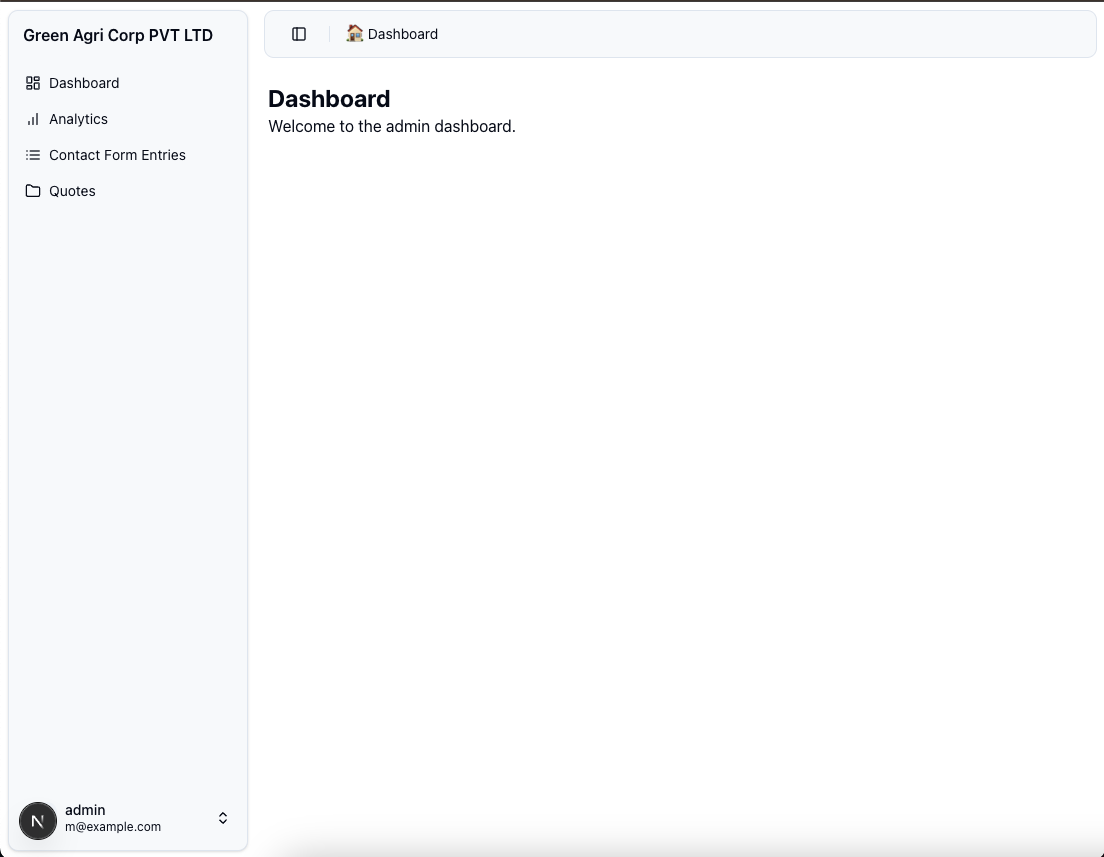 Green Agri Corp PVT LTD
Dashboard
Analytics
Contact Form Entries
Quotes
N
admin
m@example.com
Dashboard
Dashboard
Welcome to the admin dashboard.